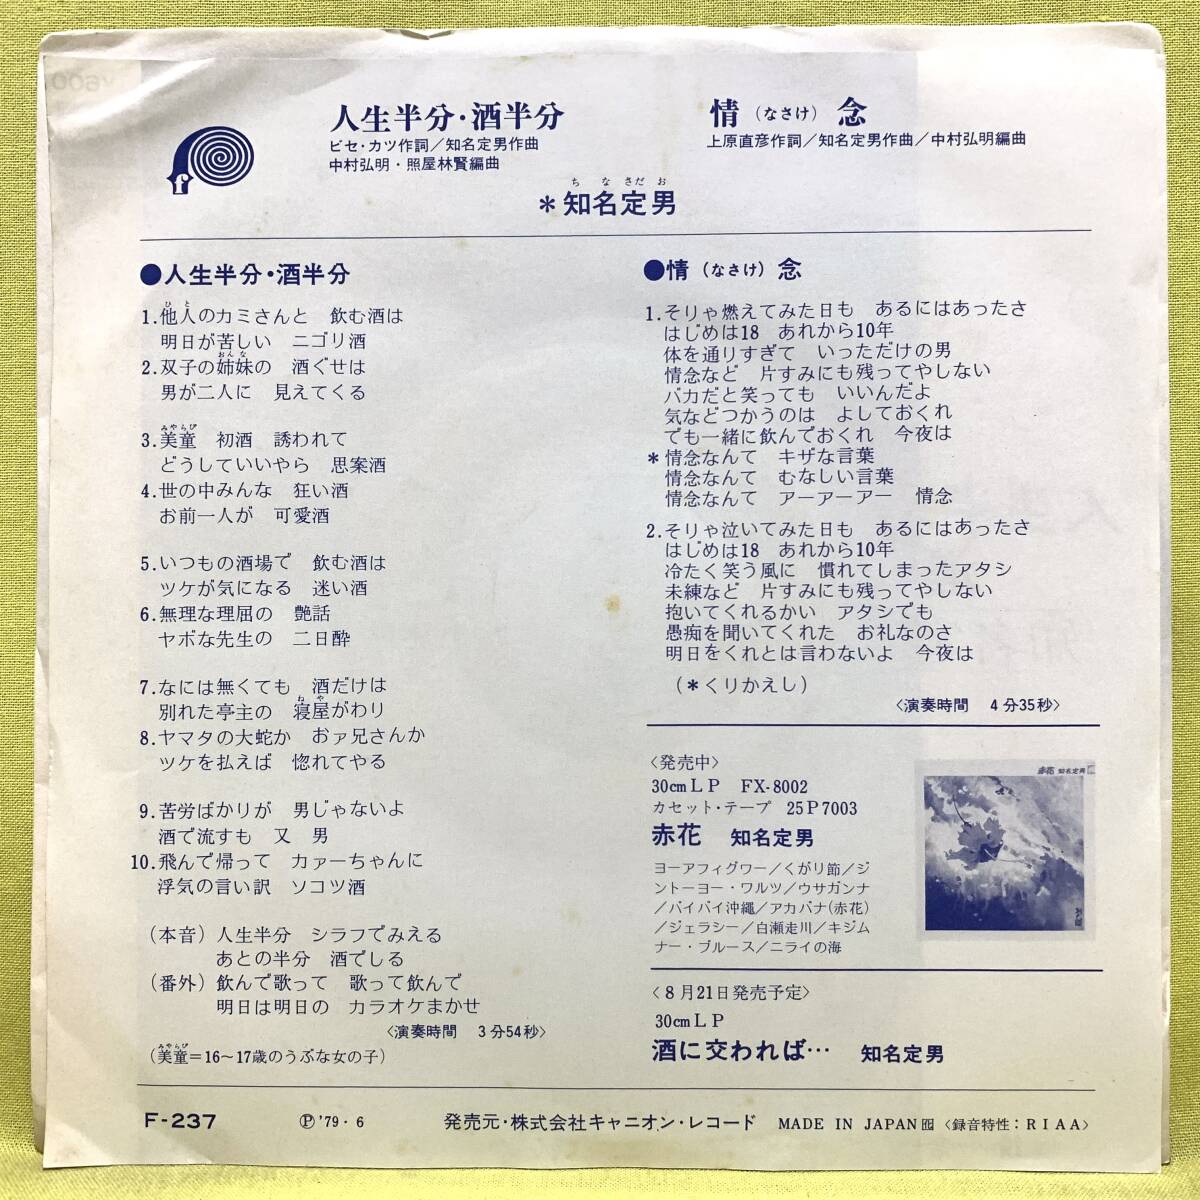 人生半分・酒半分
ビセ・カツ作詞／知名定男作曲
中村弘明・照屋林賢編曲
情（なさけ）念
上原直彦作詞／知名定男作曲／中村弘明編曲
ち な さだ お
＊知名定男
●人生半分・酒半分
ひと
1.他人のカミさんと　飲む酒は
明日が苦しい　ニゴリ酒
おんな
2.双子の姉妹の　酒ぐせは
男が二人に　見えてくる
みやらび
3.美童　初酒　誘われて
どうしていいやら　思案酒
4.世の中みんな　狂い酒
お前一人が　可愛酒
5.いつもの酒場で　飲む酒は
ツケが気になる　迷い酒
6.無理な理屈の　艶話
ヤボな先生の　二日酔
7.なには無くても　酒だけは
ねや
別れた亭主の　寝屋がわり
8.ヤマタの大蛇か　おァ兄さんか
ツケを払えば　惚れてやる
9.苦労ばかりが　男じゃないよ
酒で流すも　又　男
10.飛んで帰って　カァーちゃんに
浮気の言い訳　ソコツ酒
（本音）人生半分　シラフでみえる
あとの半分　酒でしる
（番外）飲んで歌って　歌って飲んで
明日は明日の　カラオケまかせ
〈演奏時間　3分54秒〉
みやらび
（美童＝16～17歳のうぶな女の子）
●情（なさけ）念
1.そりゃ燃えてみた日も　あるにはあったさ
はじめは18　あれから10年
体を通りすぎて　いっただけの男
情念など　片すみにも残ってやしない
バカだと笑っても　いいんだよ
気などつかうのは　よしておくれ
でも一緒に飲んでおくれ　今夜は
＊情念なんて　キザな言葉
情念なんて　むなしい言葉
情念なんて　アーアーアー　情念
2.そりゃ泣いてみた日も　あるにはあったさ
はじめは18　あれから10年
冷たく笑う風に　慣れてしまったアタシ
未練など　片すみにも残ってやしない
抱いてくれるかい　アタシでも
愚痴を聞いてくれた　お礼なのさ
明日をくれとは言わないよ　今夜は
（＊くりかえし）
〈演奏時間　4分35秒〉
〈発売中〉
30cmLP　FX-8002
カセット・テープ　25P7003
赤花　知名定男
ヨーアフィグワー／くがり節／ジ
ントーヨー・ワルツ／ウサガンナ
／バイバイ沖縄／アカバナ（赤花）
／ジェラシー／白瀬走川／キジム
ナー・ブルース／ニライの海
赤花　知名定男
〈8月21日発売予定〉
30cmLP
酒に交われば…　知名定男
F-237　Ⓟ'79・6　発売元・株式会社キャニオン・レコード　MADE IN JAPAN　〈録音特性：RIAA〉